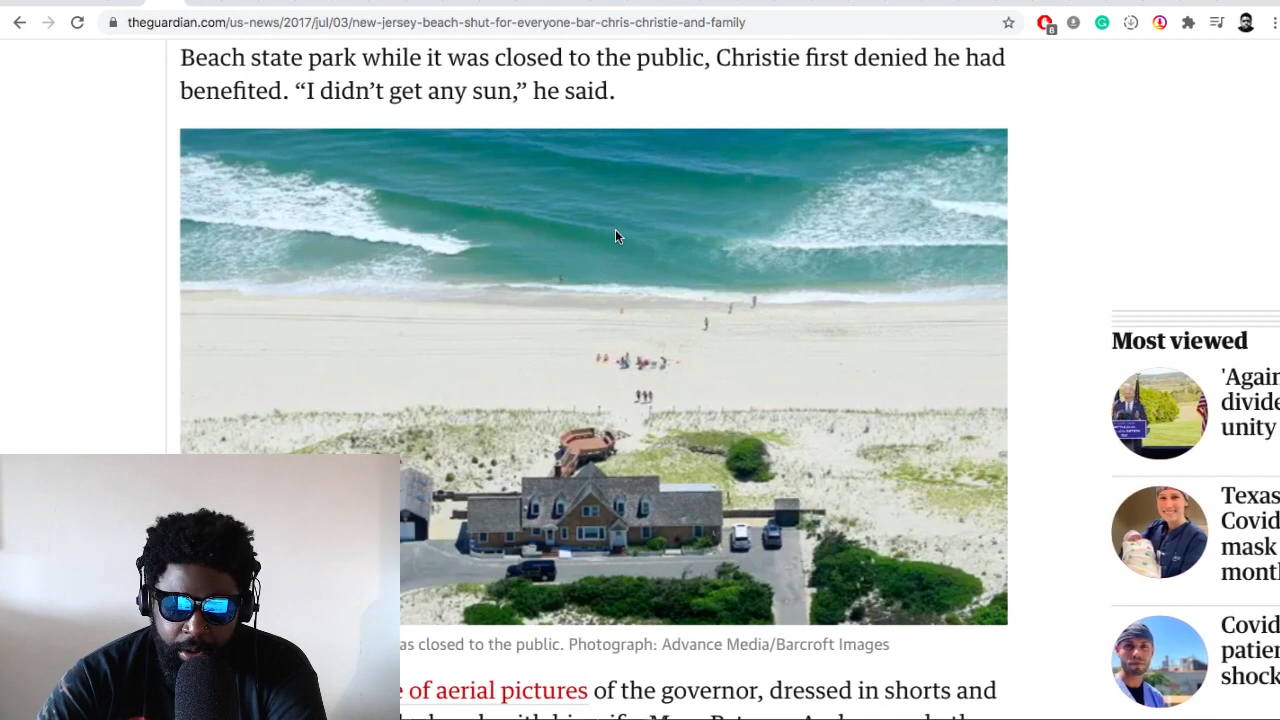 theguardian.com/us-news/2017/jul/03/new-jersey-beach-shut-for-everyone-bar-chris-christie-and-family
Beach state park while it was closed to the public, Christie first denied he had
benefited. “I didn’t get any sun,” he said.
Most viewed
'Again
divide
unity
Texas
Covid
mask
month
Covid
patien
shock
as closed to the public. Photograph: Advance Media/Barcroft Images
e of aerial pictures of the governor, dressed in shorts and